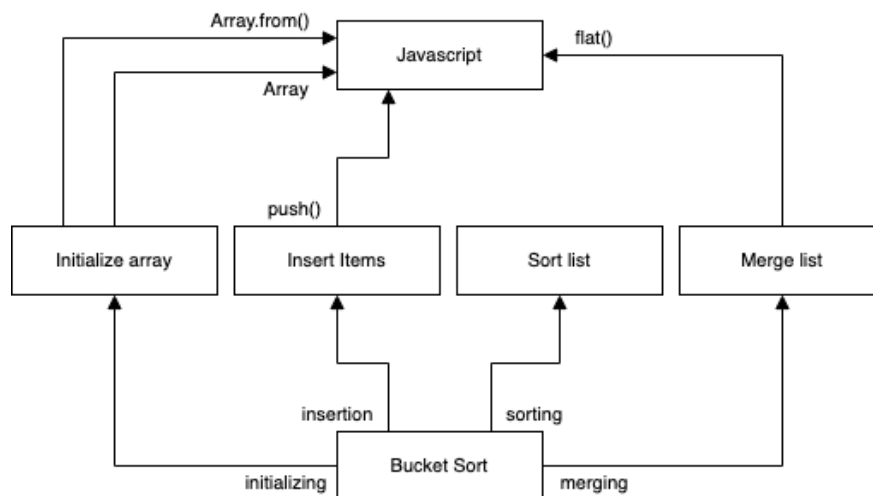 Array.from()
Javascript
flat()
Array
push()
Initialize array
Insert Items
Sort list
Merge list
insertion
sorting
Bucket Sort
initializing
merging